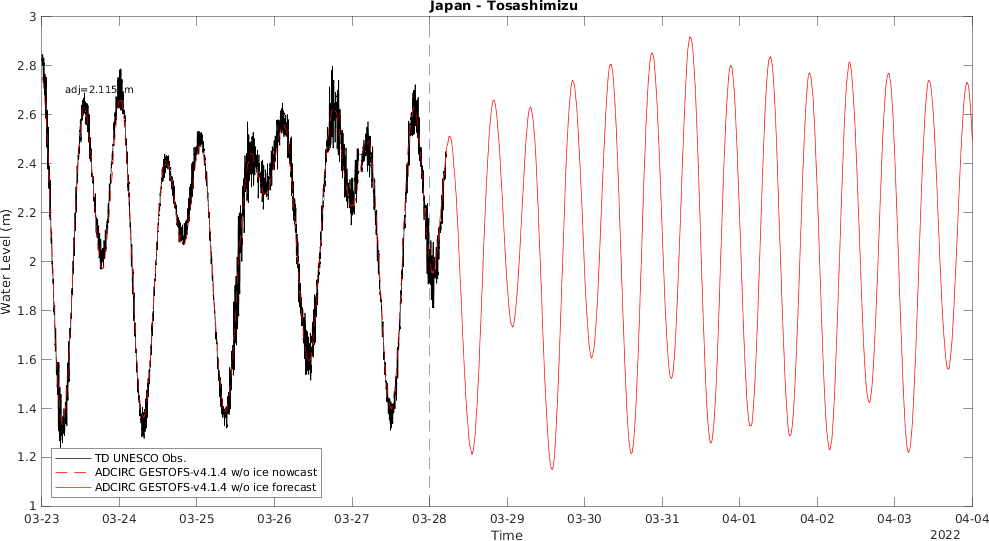 Japan - Tosashimizu
3
2.8
2.6
2.4
2.2
2
1.8
1.6
1.4
1.2
1
Water Level (m)
adj=2.115 m
TD UNESCO Obs.
ADCIRC GESTOFS-v4.1.4 w/o ice nowcast
ADCIRC GESTOFS-v4.1.4 w/o ice forecast
03-23 03-24 03-25 03-26 03-27 03-28 03-29 03-30 03-31 04-01 04-02 04-03 04-04
Time
2022